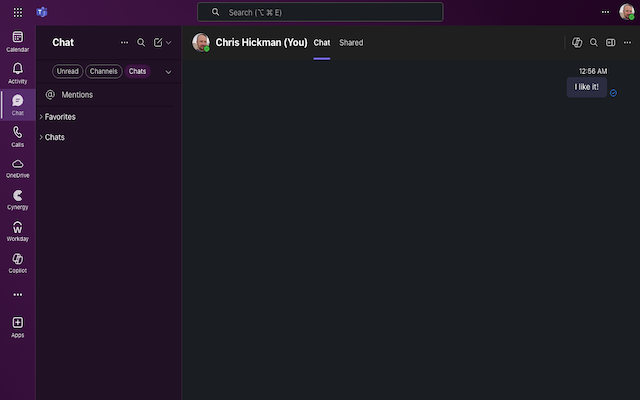 Search (⌥ ⌘ E)
Calendar
Activity
Chat
Calls
OneDrive
Cynergy
Workday
Copilot
Apps
Chat
Unread
Channels
Chats
@ Mentions
Favorites
Chats
Chris Hickman (You)
Chat
Shared
12:56 AM
I like it!